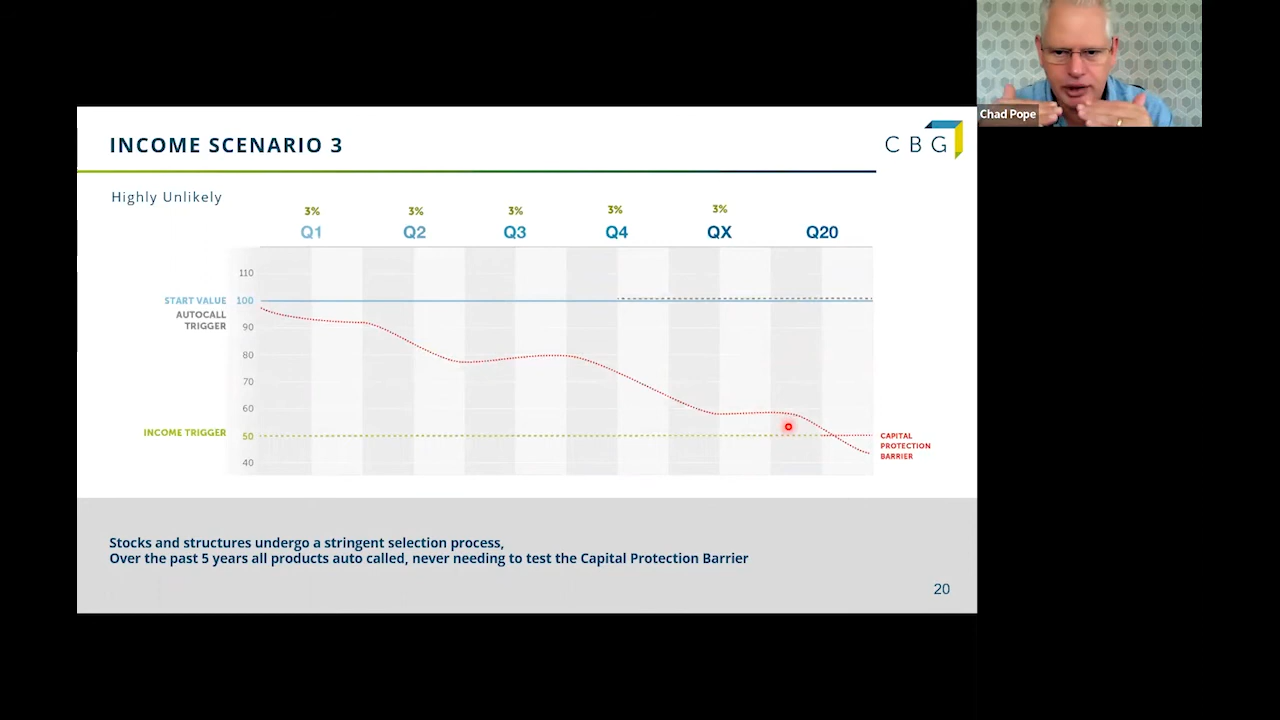 Chad Pope
INCOME SCENARIO 3
CBG
Highly Unlikely
3% 3% 3% 3% 3%
Q1 Q2 Q3 Q4 QX Q20
110
START VALUE 100
AUTOCALL
TRIGGER
90
80
70
60
INCOME TRIGGER 50
40
CAPITAL
PROTECTION
BARRIER
Stocks and structures undergo a stringent selection process,
Over the past 5 years all products auto called, never needing to test the Capital Protection Barrier
20